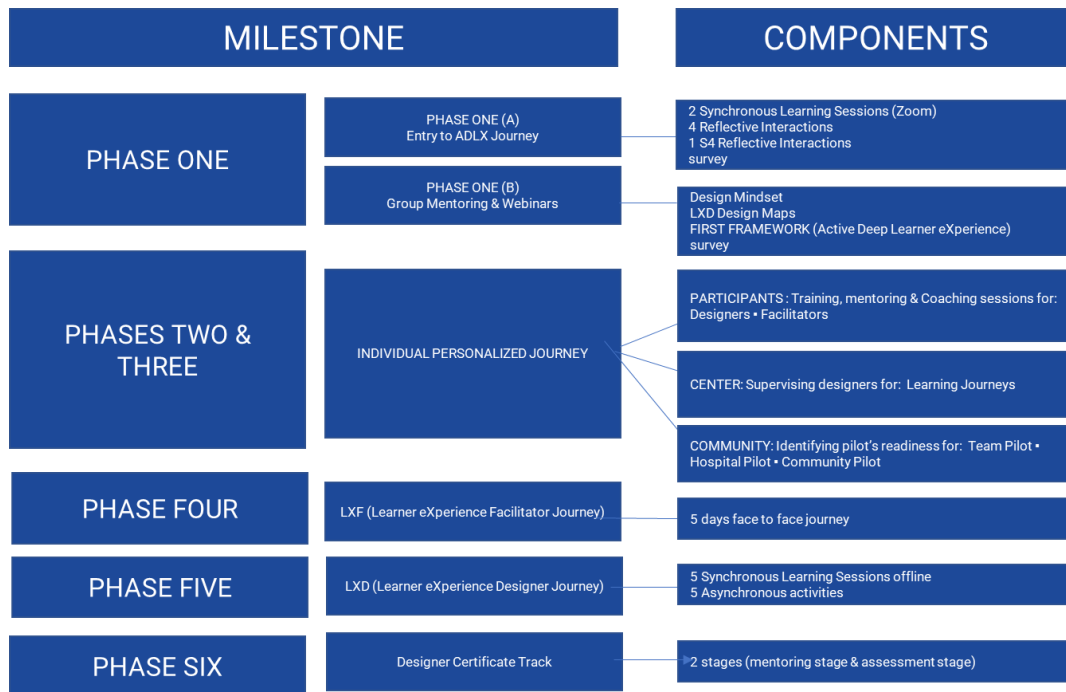 MILESTONE
COMPONENTS
PHASE ONE
PHASE ONE (A)
Entry to ADLX Journey
2 Synchronous Learning Sessions (Zoom)
4 Reflective Interactions
1 S4 Reflective Interactions
survey
PHASE ONE (B)
Group Mentoring & Webinars
Design Mindset
LXD Design Maps
FIRST FRAMEWORK (Active Deep Learner eXperience)
survey
PHASES TWO &
THREE
INDIVIDUAL PERSONALIZED JOURNEY
PARTICIPANTS : Training, mentoring & Coaching sessions for:
Designers ▪ Facilitators
CENTER: Supervising designers for:  Learning Journeys
COMMUNITY: Identifying pilot’s readiness for:  Team Pilot ▪
Hospital Pilot ▪ Community Pilot
PHASE FOUR
LXF (Learner eXperience Facilitator Journey)
5 days face to face journey
PHASE FIVE
LXD (Learner eXperience Designer Journey)
5 Synchronous Learning Sessions offline
5 Asynchronous activities
PHASE SIX
Designer Certificate Track
2 stages (mentoring stage & assessment stage)